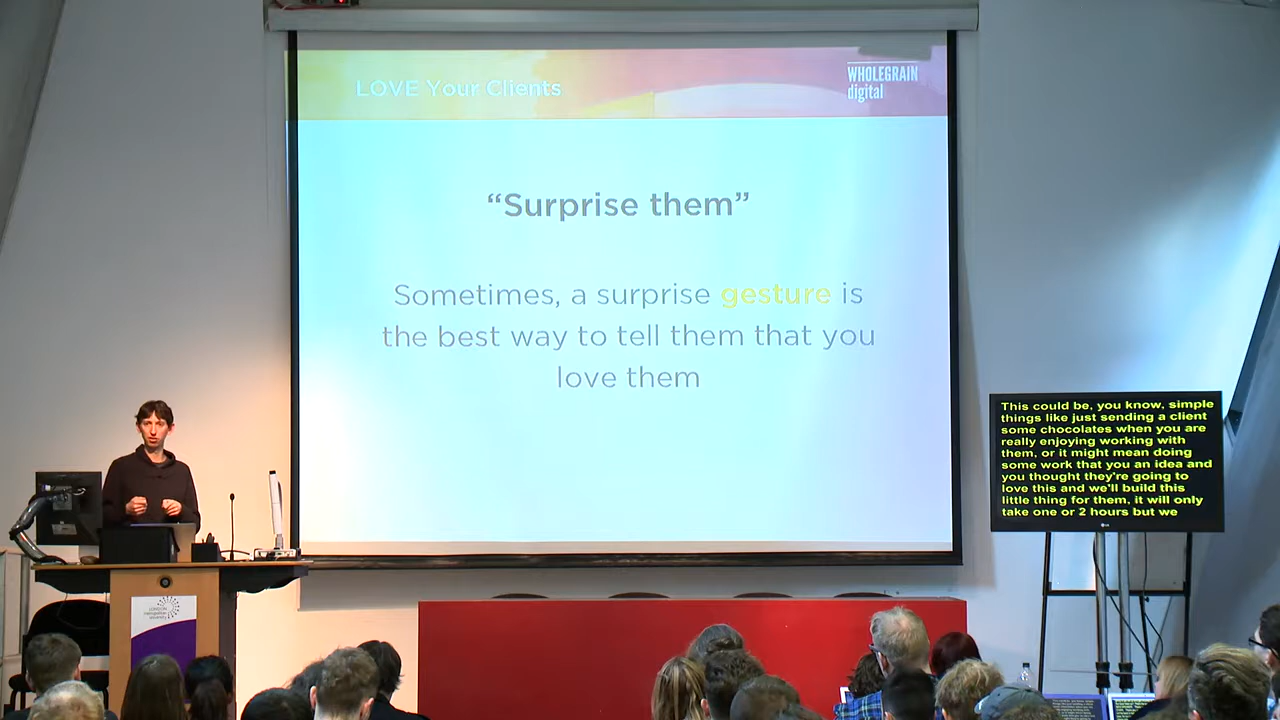 LOVE Your Clients
WHOLEGRAIN
digital
“Surprise them”
Sometimes, a surprise gesture is
the best way to tell them that you
love them
This could be, you know, simple
things like just sending a client
some chocolates when you are
really enjoying working with
them, or it might mean doing
some work that you an idea and
you thought they're going to
love this and we'll build this
little thing for them, it will only
take one or 2 hours but we
LG
LONDON
metropolitan
university